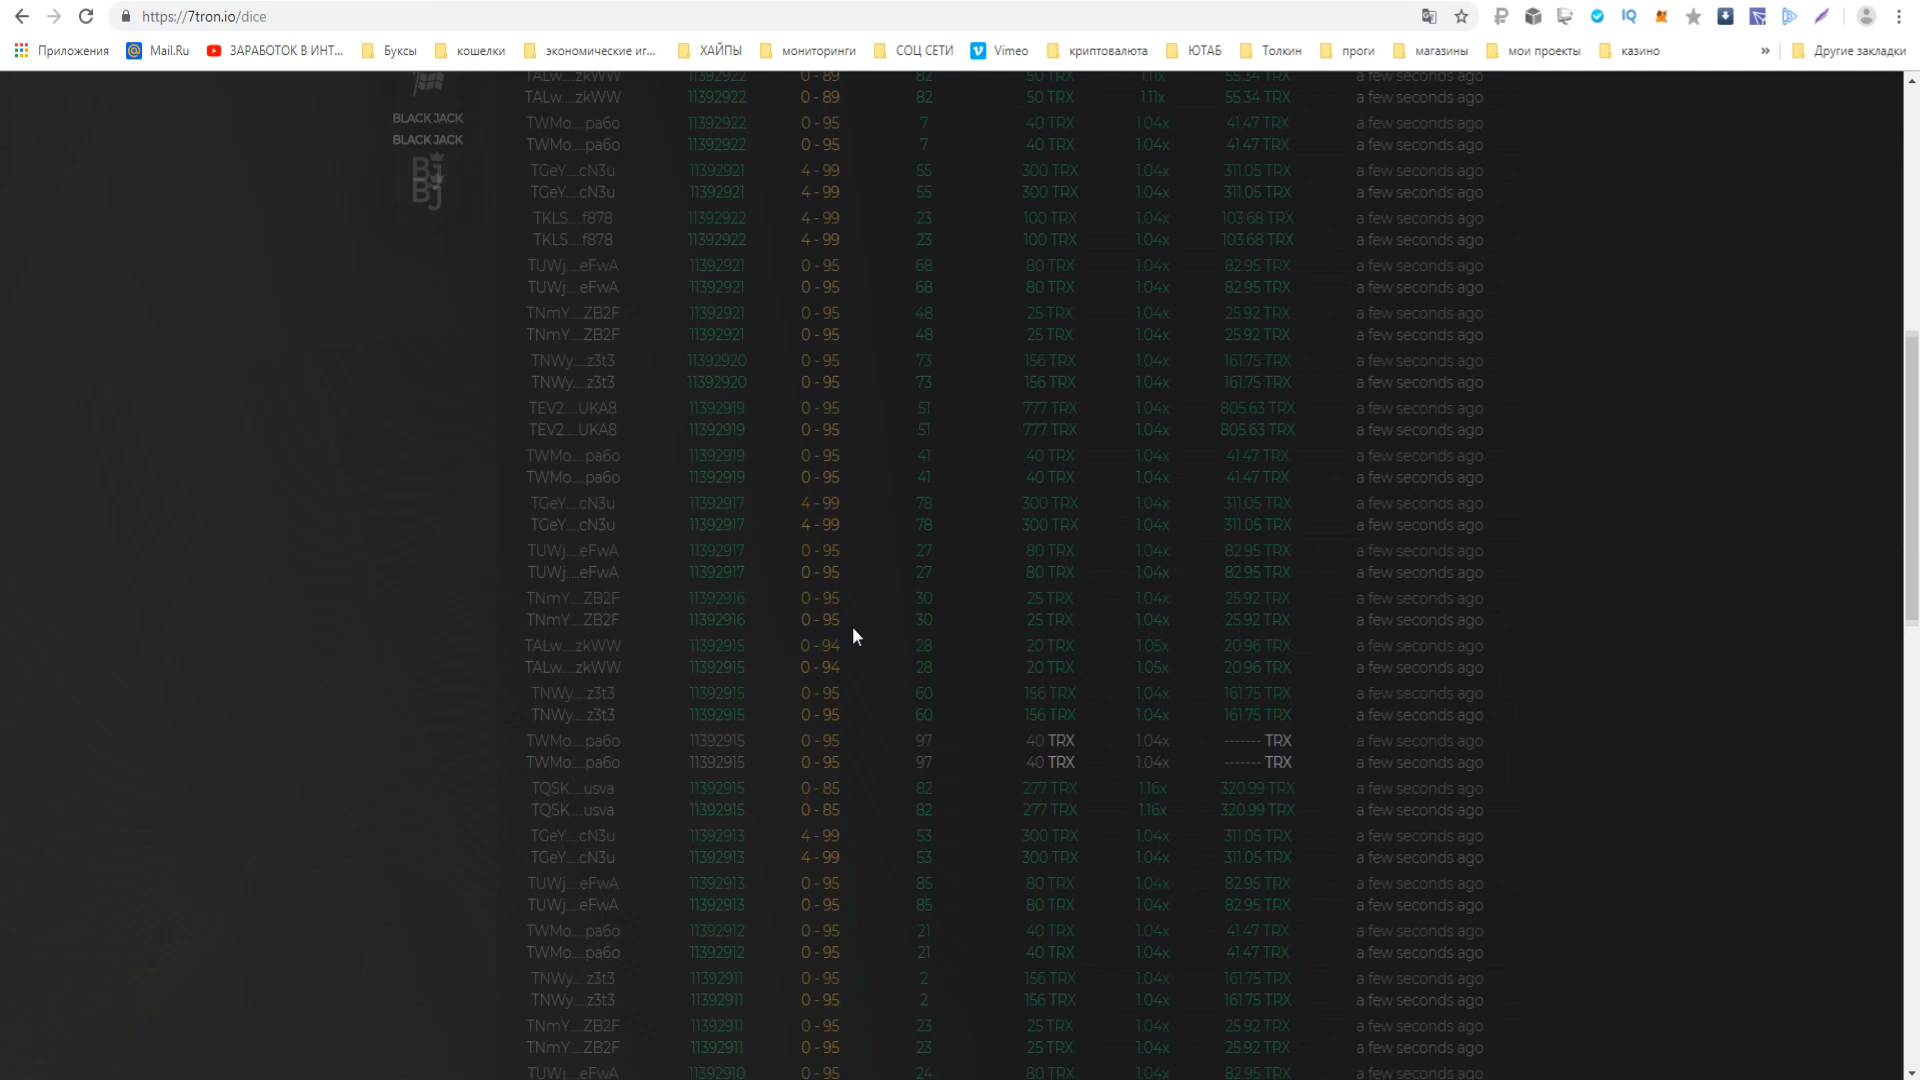 https://7tron.io/dice
Приложения Mail.Ru ЗАРАБОТОК В ИНТ... Буксы кошелки экономические иг... ХАЙПЫ мониторинги СОЦ СЕТИ Vimeo криптовалюта ЮТАБ Толкин проги магазины мои проекты казино » Другие закладки
BLACK JACK
BLACK JACK
BJ
BJ
TALw....zkWW 11392922 0 - 89 82 50 TRX 1.11x 55.34 TRX a few seconds ago
TALw....zkWW 11392922 0 - 89 82 50 TRX 1.11x 55.34 TRX a few seconds ago
TWMo....pa6o 11392922 0 - 95 7 40 TRX 1.04x 41.47 TRX a few seconds ago
TWMo....pa6o 11392922 0 - 95 7 40 TRX 1.04x 41.47 TRX a few seconds ago
TGeY....cN3u 11392921 4 - 99 55 300 TRX 1.04x 311.05 TRX a few seconds ago
TGeY....cN3u 11392921 4 - 99 55 300 TRX 1.04x 311.05 TRX a few seconds ago
TKLS....f878 11392922 4 - 99 23 100 TRX 1.04x 103.68 TRX a few seconds ago
TKLS....f878 11392922 4 - 99 23 100 TRX 1.04x 103.68 TRX a few seconds ago
TUWj....eFwA 11392921 0 - 95 68 80 TRX 1.04x 82.95 TRX a few seconds ago
TUWj....eFwA 11392921 0 - 95 68 80 TRX 1.04x 82.95 TRX a few seconds ago
TNmY....ZB2F 11392921 0 - 95 48 25 TRX 1.04x 25.92 TRX a few seconds ago
TNmY....ZB2F 11392921 0 - 95 48 25 TRX 1.04x 25.92 TRX a few seconds ago
TNWy....z3t3 11392920 0 - 95 73 156 TRX 1.04x 161.75 TRX a few seconds ago
TNWy....z3t3 11392920 0 - 95 73 156 TRX 1.04x 161.75 TRX a few seconds ago
TEV2....UKA8 11392919 0 - 95 51 777 TRX 1.04x 805.63 TRX a few seconds ago
TEV2....UKA8 11392919 0 - 95 51 777 TRX 1.04x 805.63 TRX a few seconds ago
TWMo....pa6o 11392919 0 - 95 41 40 TRX 1.04x 41.47 TRX a few seconds ago
TWMo....pa6o 11392919 0 - 95 41 40 TRX 1.04x 41.47 TRX a few seconds ago
TGeY....cN3u 11392917 4 - 99 78 300 TRX 1.04x 311.05 TRX a few seconds ago
TGeY....cN3u 11392917 4 - 99 78 300 TRX 1.04x 311.05 TRX a few seconds ago
TUWj....eFwA 11392917 0 - 95 27 80 TRX 1.04x 82.95 TRX a few seconds ago
TUWj....eFwA 11392917 0 - 95 27 80 TRX 1.04x 82.95 TRX a few seconds ago
TNmY....ZB2F 11392916 0 - 95 30 25 TRX 1.04x 25.92 TRX a few seconds ago
TNmY....ZB2F 11392916 0 - 95 30 25 TRX 1.04x 25.92 TRX a few seconds ago
TALw....zkWW 11392915 0 - 94 28 20 TRX 1.05x 20.96 TRX a few seconds ago
TALw....zkWW 11392915 0 - 94 28 20 TRX 1.05x 20.96 TRX a few seconds ago
TNWy....z3t3 11392915 0 - 95 60 156 TRX 1.04x 161.75 TRX a few seconds ago
TNWy....z3t3 11392915 0 - 95 60 156 TRX 1.04x 161.75 TRX a few seconds ago
TWMo....pa6o 11392915 0 - 95 97 40 TRX 1.04x ------- TRX a few seconds ago
TWMo....pa6o 11392915 0 - 95 97 40 TRX 1.04x ------- TRX a few seconds ago
TQSK....usva 11392915 0 - 85 82 277 TRX 1.16x 320.99 TRX a few seconds ago
TQSK....usva 11392915 0 - 85 82 277 TRX 1.16x 320.99 TRX a few seconds ago
TGeY....cN3u 11392913 4 - 99 53 300 TRX 1.04x 311.05 TRX a few seconds ago
TGeY....cN3u 11392913 4 - 99 53 300 TRX 1.04x 311.05 TRX a few seconds ago
TUWj....eFwA 11392913 0 - 95 85 80 TRX 1.04x 82.95 TRX a few seconds ago
TUWj....eFwA 11392913 0 - 95 85 80 TRX 1.04x 82.95 TRX a few seconds ago
TWMo....pa6o 11392912 0 - 95 21 40 TRX 1.04x 41.47 TRX a few seconds ago
TWMo....pa6o 11392912 0 - 95 21 40 TRX 1.04x 41.47 TRX a few seconds ago
TNWy....z3t3 11392911 0 - 95 2 156 TRX 1.04x 161.75 TRX a few seconds ago
TNWy....z3t3 11392911 0 - 95 2 156 TRX 1.04x 161.75 TRX a few seconds ago
TNmY....ZB2F 11392911 0 - 95 23 25 TRX 1.04x 25.92 TRX a few seconds ago
TNmY....ZB2F 11392911 0 - 95 23 25 TRX 1.04x 25.92 TRX a few seconds ago
TUWj....eFwA 11392910 0 - 95 24 80 TRX 1.04x 82.95 TRX a few seconds ago